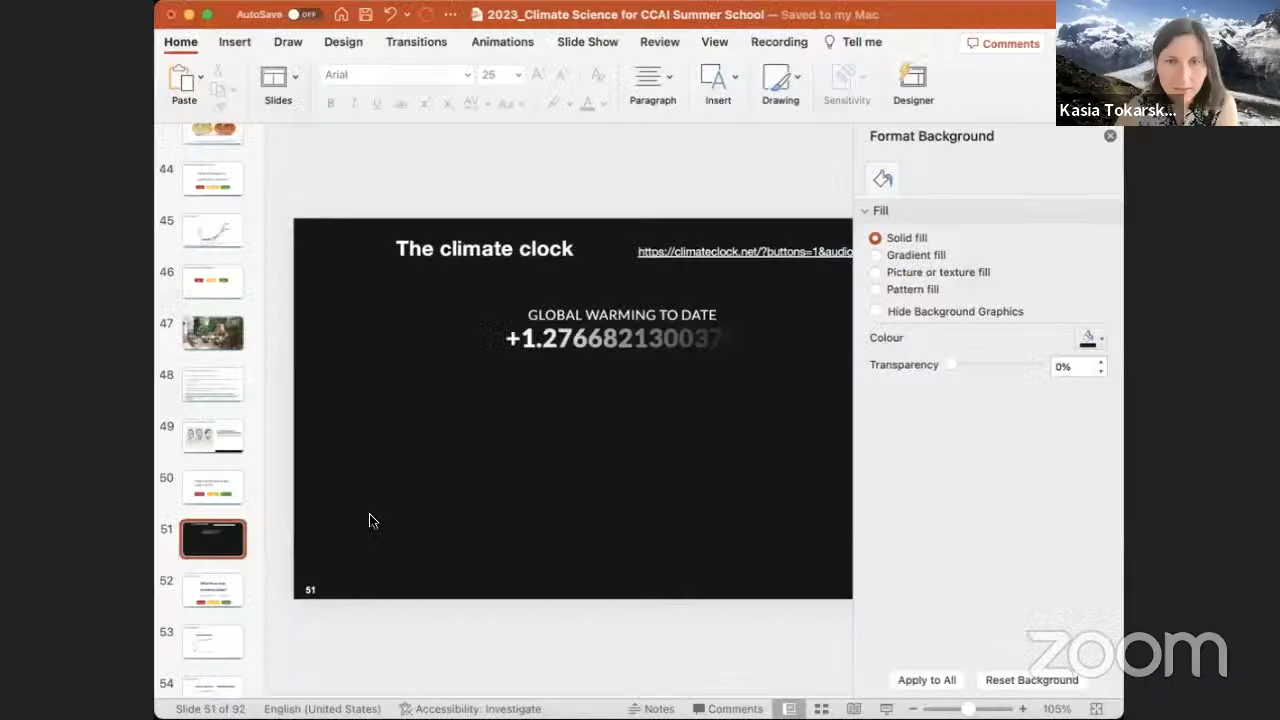 AutoSave OFF
2023_Climate Science for CCAI Summer School — Saved to my Mac
Home Insert Draw Design Transitions Animations Slide Show Review View Recording Tell me
Comments
Paste
Slides
Arial 25
Paragraph
Insert
Drawing
Sensitivity
Designer
Kasia Tokarsk...
Format Background
Fill
Solid fill
Gradient fill
Picture or texture fill
Pattern fill
Hide Background Graphics
Colour
Transparency 0%
44
45
46
47
48
49
50
51
52
53
54
The climate clock
https://climateclock.net/?buttons=1&audio
GLOBAL WARMING TO DATE
+1.276682130037
51
Apply to All
Reset Background
zoom
Slide 51 of 92 English (United States) Accessibility: Investigate Notes Comments 105%